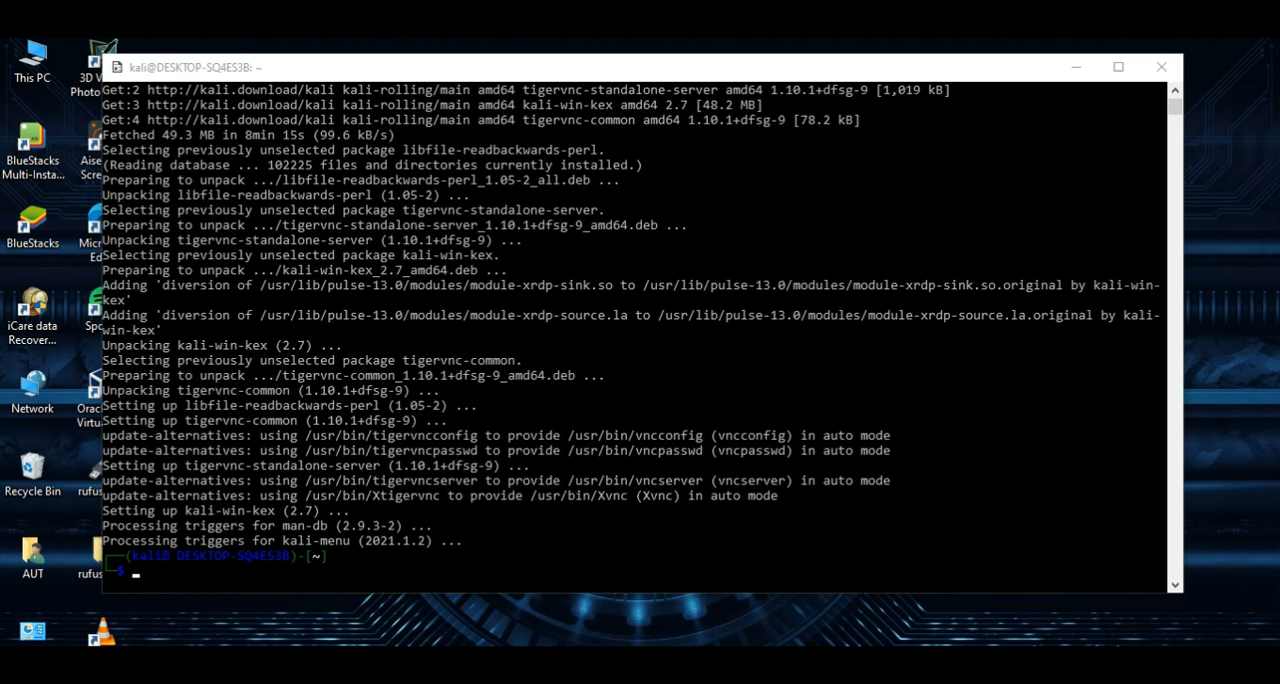 This PC
3D V
Photo
BlueStacks
Multi-Insta...
Aise
Scre
BlueStacks
Micr
Ed
iCare data
Recover...
Spo
Network
Orac
Virtu
Recycle Bin
rufus
AUT
rufus
kali@DESKTOP-SQ4ES3B: ~
Get:2 http://kali.download/kali kali-rolling/main amd64 tigervnc-standalone-server amd64 1.10.1+dfsg-9 [1,019 kB]
Get:3 http://kali.download/kali kali-rolling/main amd64 kali-win-kex amd64 2.7 [48.2 MB]
Get:4 http://kali.download/kali kali-rolling/main amd64 tigervnc-common amd64 1.10.1+dfsg-9 [78.2 kB]
Fetched 49.3 MB in 8min 15s (99.6 kB/s)
Selecting previously unselected package libfile-readbackwards-perl.
(Reading database ... 102225 files and directories currently installed.)
Preparing to unpack .../libfile-readbackwards-perl_1.05-2_all.deb ...
Unpacking libfile-readbackwards-perl (1.05-2) ...
Selecting previously unselected package tigervnc-standalone-server.
Preparing to unpack .../tigervnc-standalone-server_1.10.1+dfsg-9_amd64.deb ...
Unpacking tigervnc-standalone-server (1.10.1+dfsg-9) ...
Selecting previously unselected package kali-win-kex.
Preparing to unpack .../kali-win-kex_2.7_amd64.deb ...
Adding 'diversion of /usr/lib/pulse-13.0/modules/module-xrdp-sink.so to /usr/lib/pulse-13.0/modules/module-xrdp-sink.so.original by kali-win-
kex'
Adding 'diversion of /usr/lib/pulse-13.0/modules/module-xrdp-source.la to /usr/lib/pulse-13.0/modules/module-xrdp-source.la.original by kali-
win-kex'
Unpacking kali-win-kex (2.7) ...
Selecting previously unselected package tigervnc-common.
Preparing to unpack .../tigervnc-common_1.10.1+dfsg-9_amd64.deb ...
Unpacking tigervnc-common (1.10.1+dfsg-9) ...
Setting up libfile-readbackwards-perl (1.05-2) ...
Setting up tigervnc-common (1.10.1+dfsg-9) ...
update-alternatives: using /usr/bin/tigervncconfig to provide /usr/bin/vncconfig (vncconfig) in auto mode
update-alternatives: using /usr/bin/tigervncpasswd to provide /usr/bin/vncpasswd (vncpasswd) in auto mode
Setting up tigervnc-standalone-server (1.10.1+dfsg-9) ...
update-alternatives: using /usr/bin/tigervncserver to provide /usr/bin/vncserver (vncserver) in auto mode
update-alternatives: using /usr/bin/Xtigervnc to provide /usr/bin/Xvnc (Xvnc) in auto mode
Setting up kali-win-kex (2.7) ...
Processing triggers for man-db (2.9.3-2) ...
Processing triggers for kali-menu (2021.1.2) ...
┌──(kali㉿ DESKTOP-SQ4ES3B)-[~]
└─$